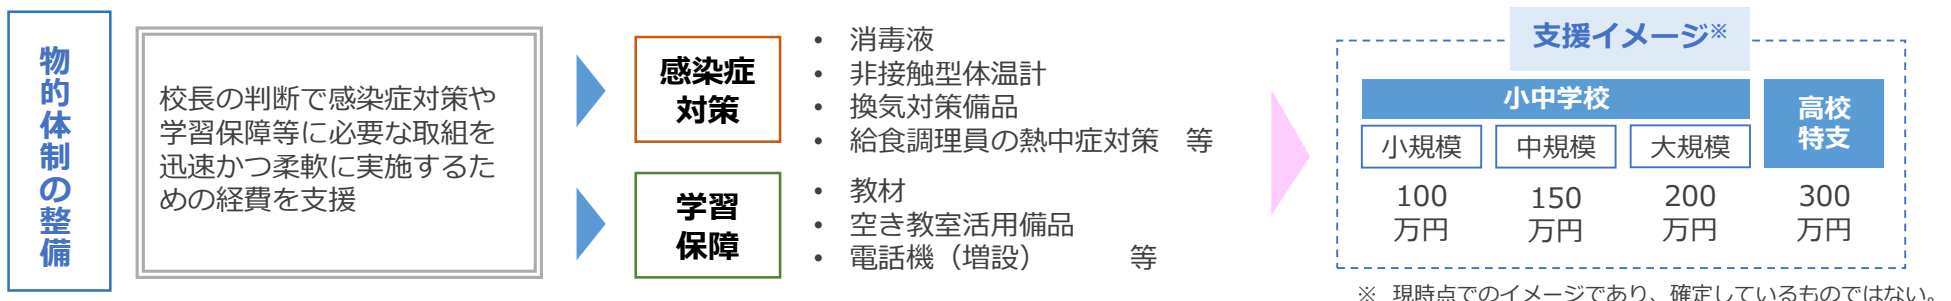 物的体制の整備
校長の判断で感染症対策や
学習保障等に必要な取組を
迅速かつ柔軟に実施するた
めの経費を支援
感染症
対策
• 消毒液
• 非接触型体温計
• 換気対策備品
• 給食調理員の熱中症対策　等
学習
保障
• 教材
• 空き教室活用備品
• 電話機（増設）　　　等
支援イメージ※
小中学校
高校
特支
小規模 中規模 大規模
100 150 200 300
万円 万円 万円 万円
※ 現時点でのイメージであり、確定しているものではない。